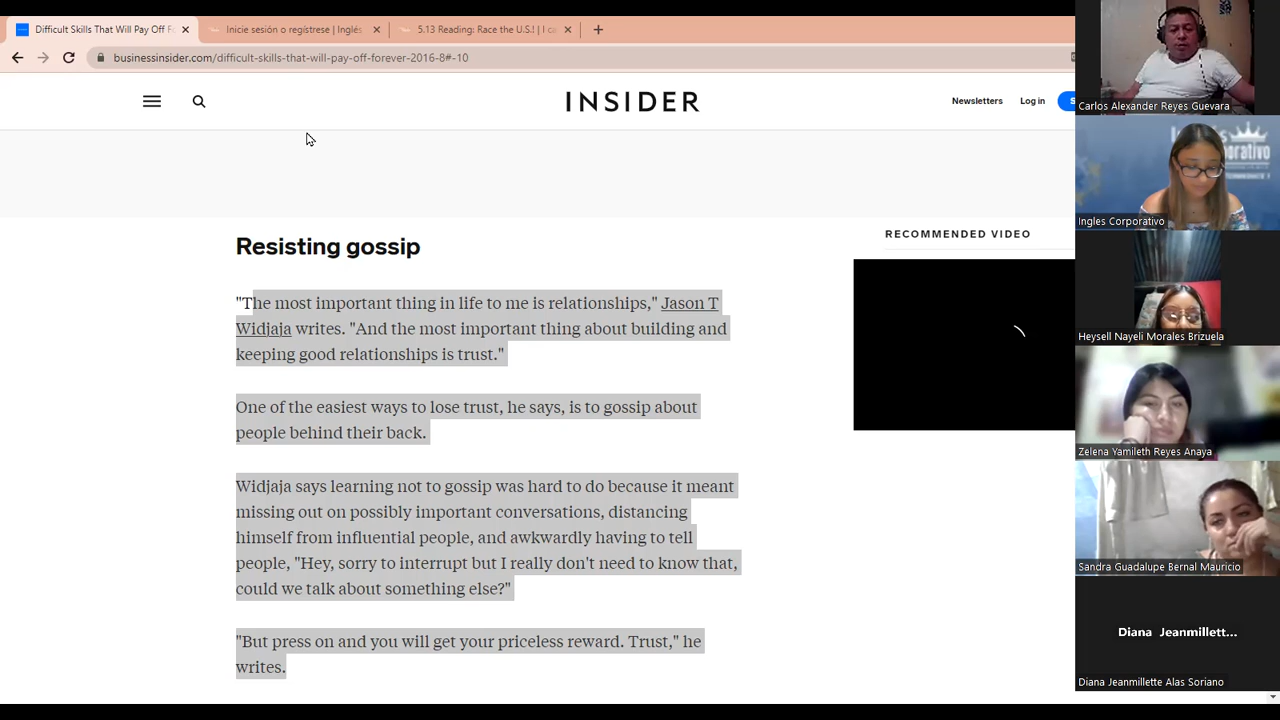 Difficult Skills That Will Pay Off F
Inicie sesión o regístrese | Inglés
5.13 Reading: Race the U.S.! | I ca
businessinsider.com/difficult-skills-that-will-pay-off-forever-2016-8#-10
INSIDER
Newsletters
Log in
S
Resisting gossip
"The most important thing in life to me is relationships," Jason T
Widjaja writes. "And the most important thing about building and
keeping good relationships is trust."
One of the easiest ways to lose trust, he says, is to gossip about
people behind their back.
Widjaja says learning not to gossip was hard to do because it meant
missing out on possibly important conversations, distancing
himself from influential people, and awkwardly having to tell
people, "Hey, sorry to interrupt but I really don't need to know that,
could we talk about something else?"
"But press on and you will get your priceless reward. Trust," he
writes.
RECOMMENDED VIDEO
Carlos Alexander Reyes Guevara
Ingles Corporativo
Heysell Nayeli Morales Brizuela
Zelena Yamileth Reyes Anaya
Sandra Guadalupe Bernal Mauricio
Diana Jeanmillett...
Diana Jeanmillette Alas Soriano